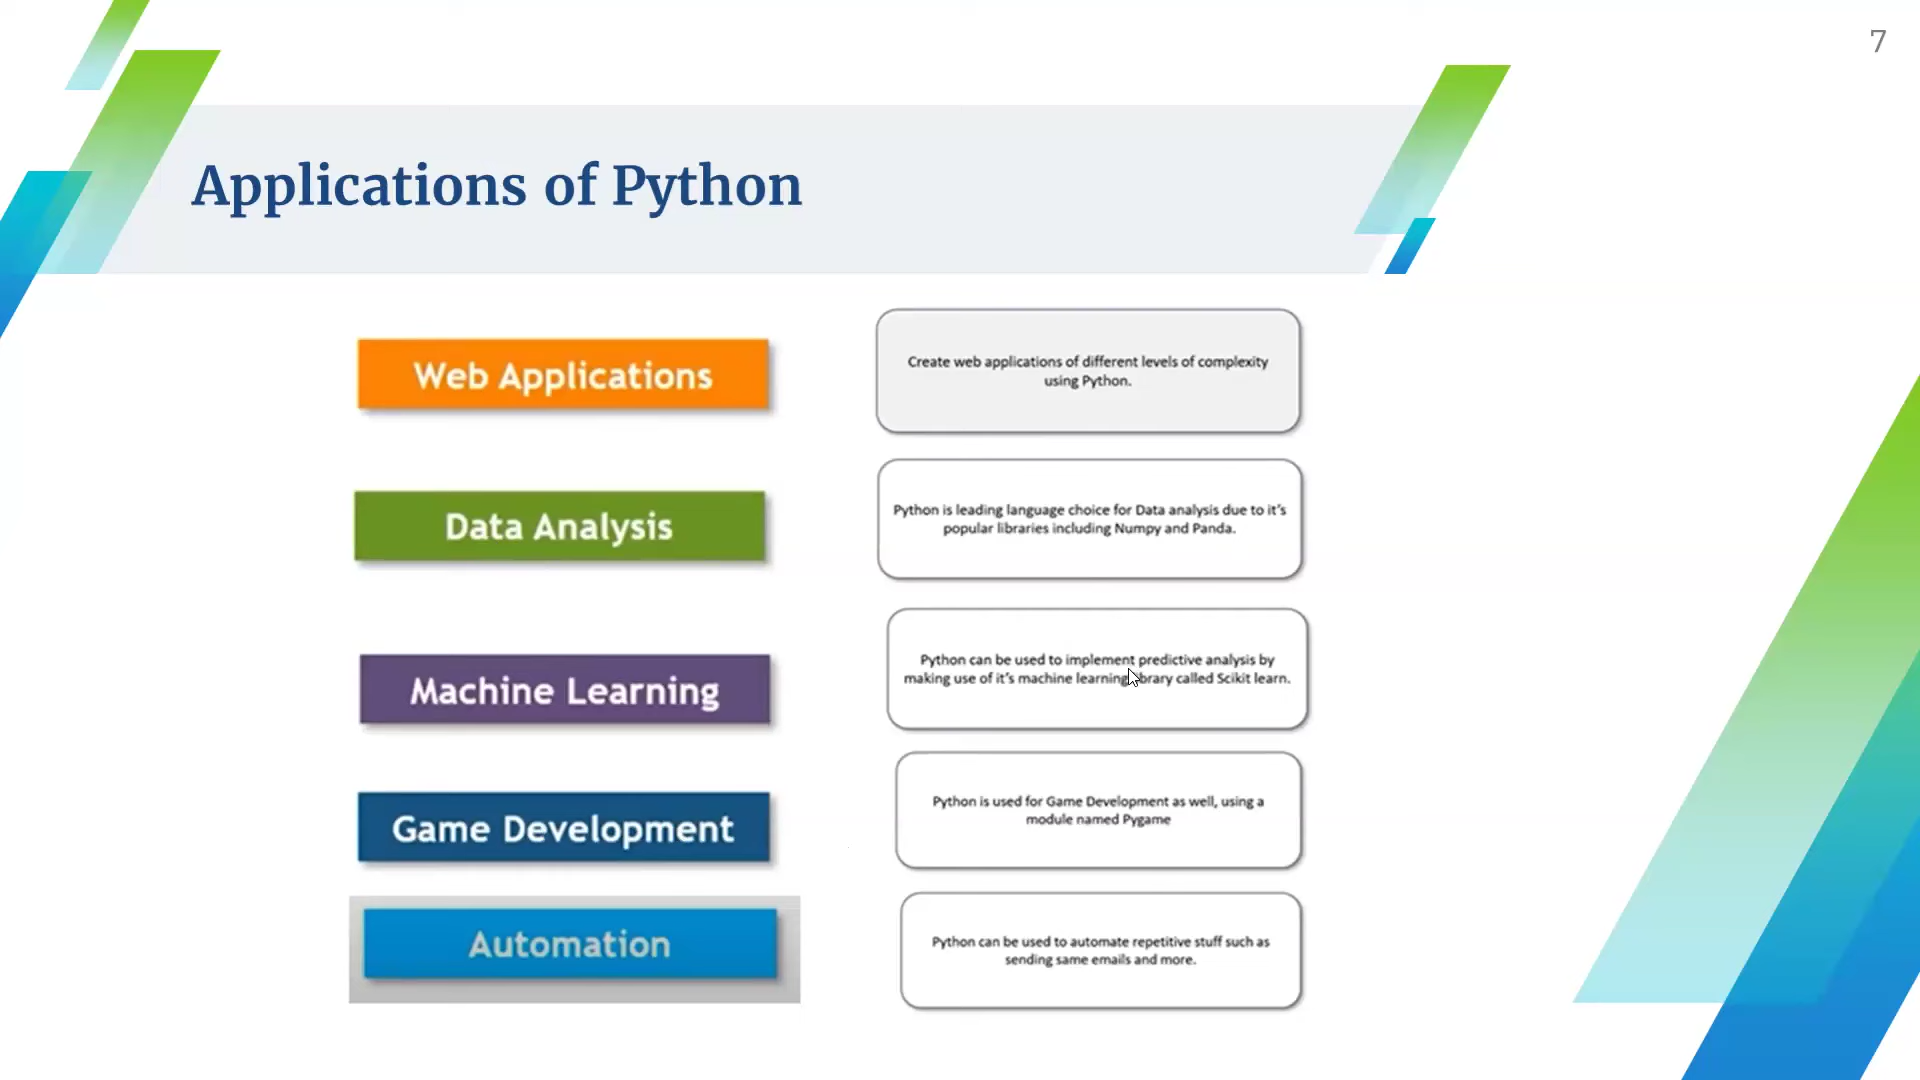 7
Applications of Python
Web Applications
Create web applications of different levels of complexity
using Python.
Data Analysis
Python is leading language choice for Data analysis due to it's
popular libraries including Numpy and Panda.
Machine Learning
Python can be used to implement predictive analysis by
making use of it's machine learning library called Scikit learn.
Game Development
Python is used for Game Development as well, using a
module named Pygame
Automation
Python can be used to automate repetitive stuff such as
sending same emails and more.